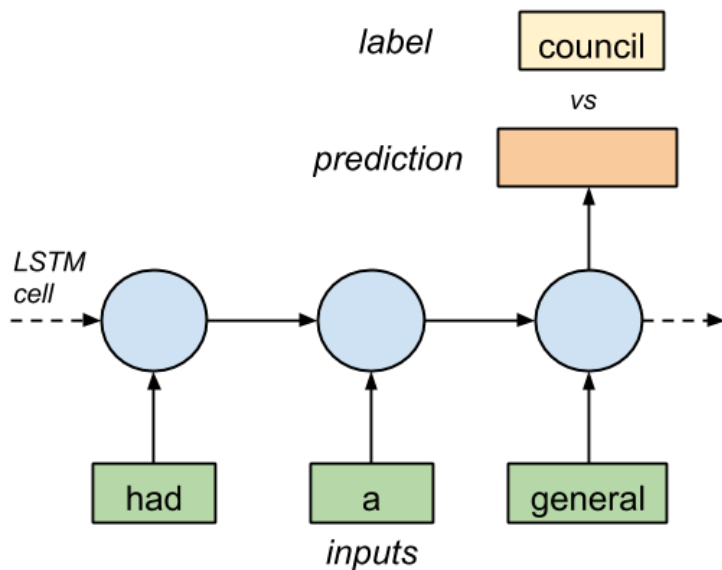 label
council
vs
prediction
LSTM
cell
had
a
general
inputs